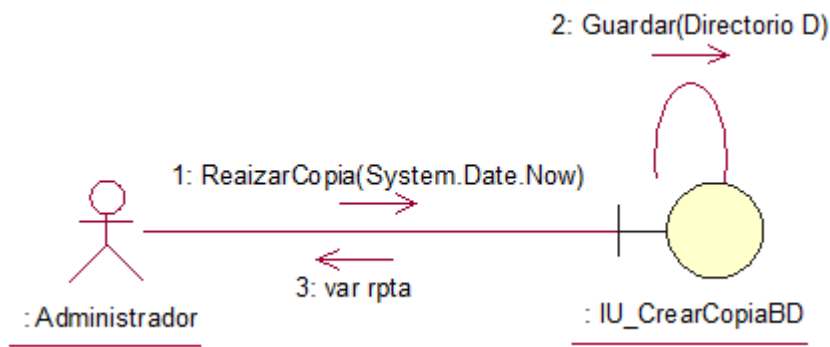 2: Guardar(Directorio D)
1: ReaizarCopia(System.Date.Now)
3: var rpta
: Administrador
: IU_CrearCopiaBD